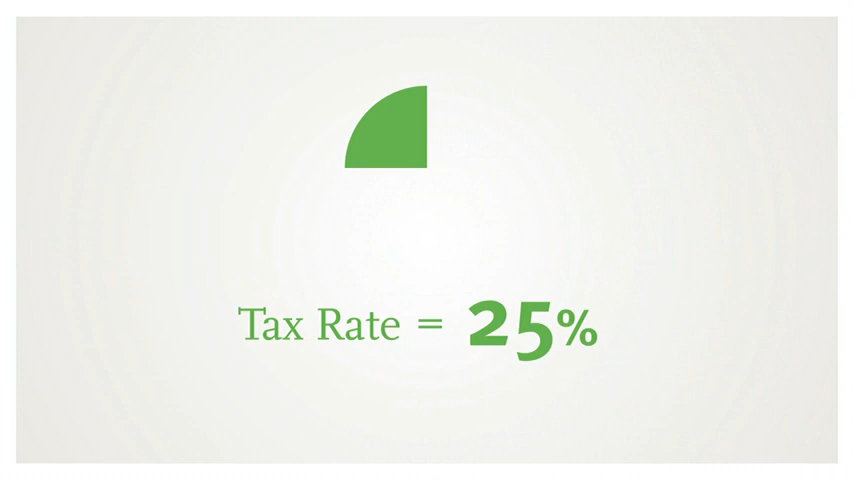 Tax Rate = 25%